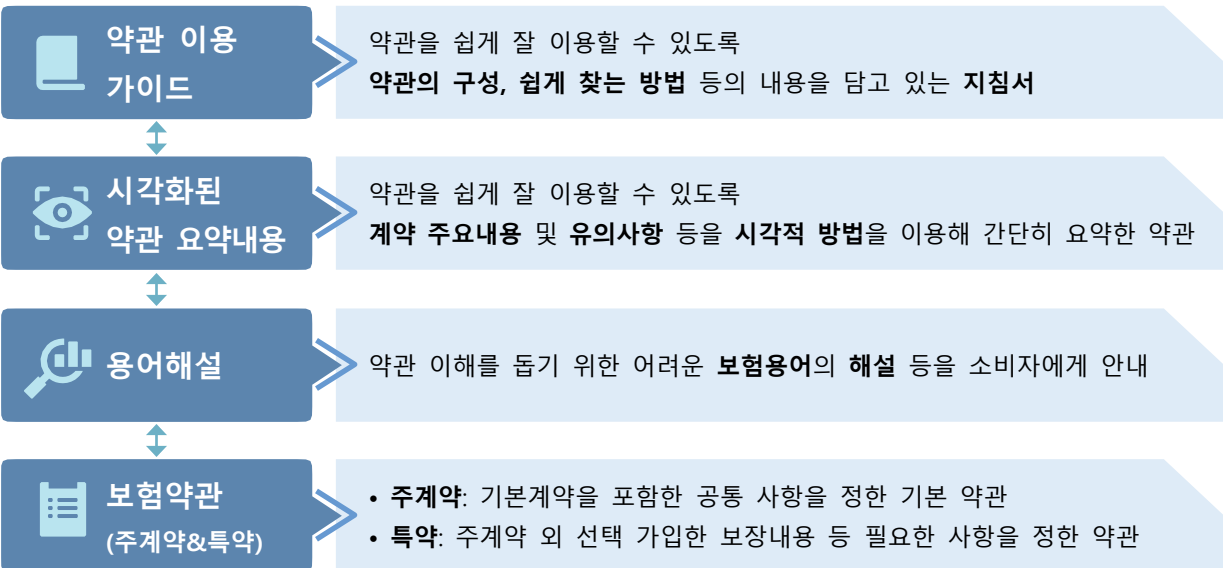 약관 이용
가이드
약관을 쉽게 잘 이용할 수 있도록
약관의 구성, 쉽게 찾는 방법 등의 내용을 담고 있는 지침서
시각화된
약관 요약내용
약관을 쉽게 잘 이용할 수 있도록
계약 주요내용 및 유의사항 등을 시각적 방법을 이용해 간단히 요약한 약관
용어해설
약관 이해를 돕기 위한 어려운 보험용어의 해설 등을 소비자에게 안내
보험약관
(주계약&특약)
• 주계약: 기본계약을 포함한 공통 사항을 정한 기본 약관
• 특약: 주계약 외 선택 가입한 보장내용 등 필요한 사항을 정한 약관